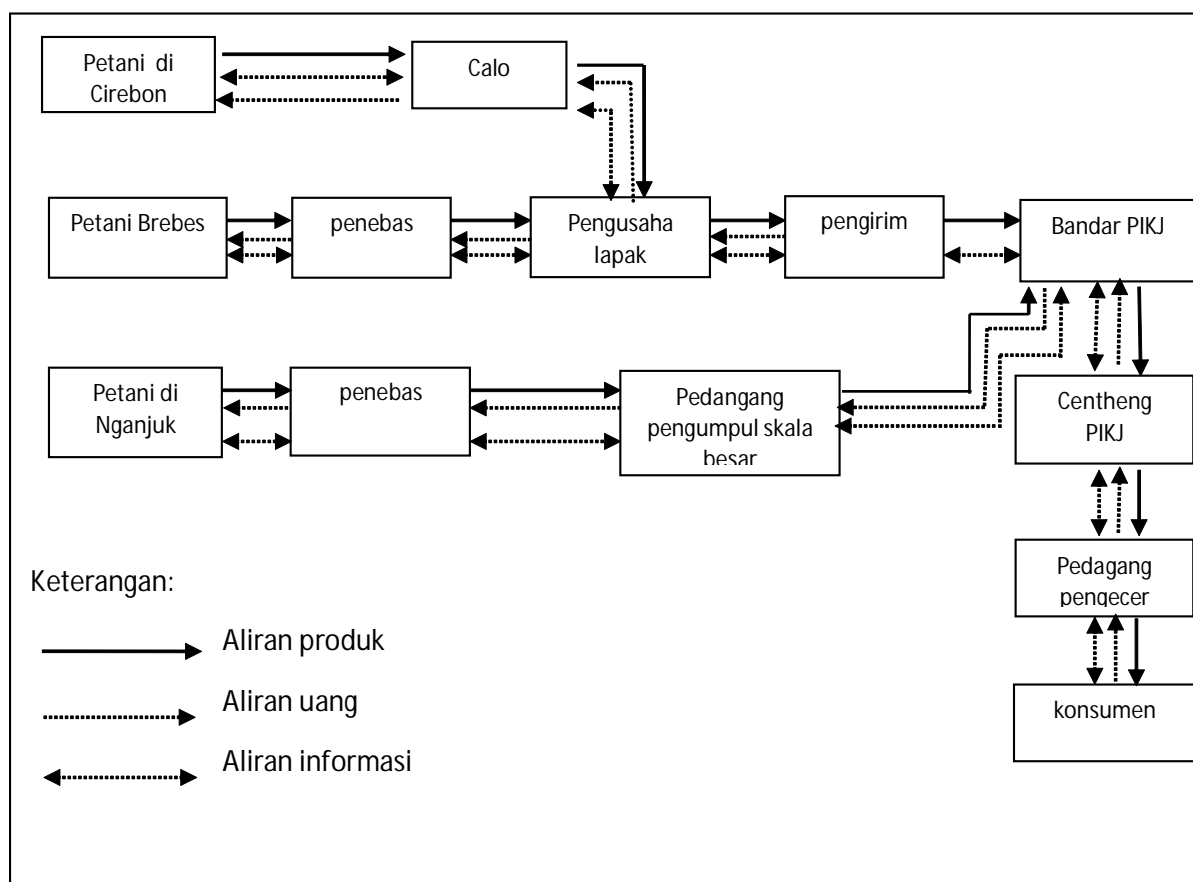 Petani di
Cirebon
Calo
Petani Brebes
penebas
Pengusaha
lapak
pengirim
Bandar PIKJ
Petani di
Nganjuk
penebas
Pedangang
pengumpul skala
besar
Centheng
PIKJ
Pedagang
pengecer
konsumen
Keterangan:
Aliran produk
Aliran uang
Aliran informasi